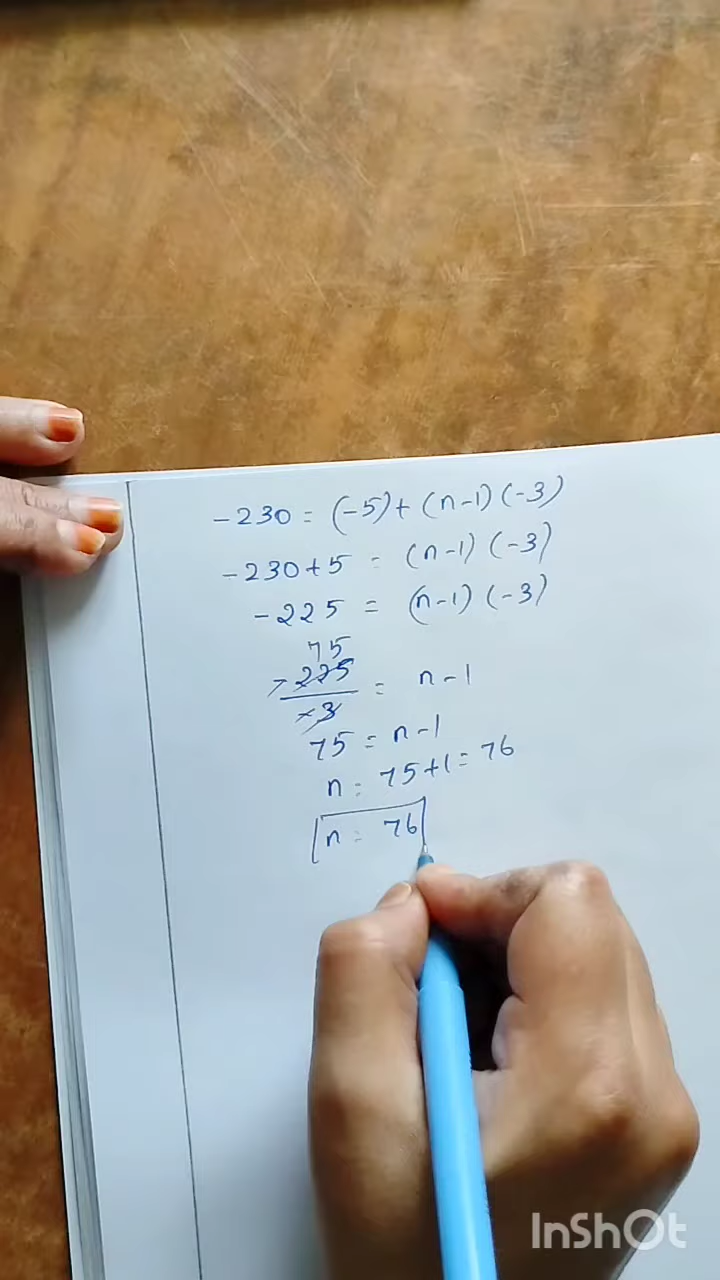 -230 = (-5) + (n-1) (-3)
-230+5 = (n-1) (-3)
-225 = (n-1) (-3)
75
-225
-3
= n-1
75 = n-1
n = 75+1 = 76
n = 76
InShOt